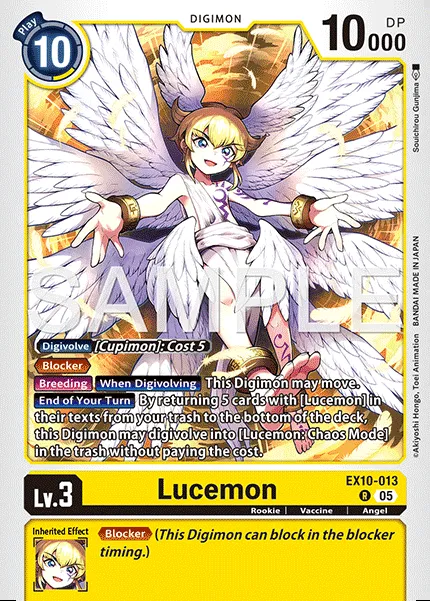 Play
10
DIGIMON
10000
DP
Souichirou Gunjima
SAMPLE
Digivolve [Cupimon]: Cost 5
Blocker
Breeding When Digivolving This Digimon may move.
End of Your Turn By returning 5 cards with [Lucemon] in
their texts from your trash to the bottom of the deck,
this Digimon may digivolve into [Lucemon: Chaos Mode]
in the trash without paying the cost.
©Akiyoshi Hongo, Toei Animation BANDAI MADE IN JAPAN
Lv.3
Lucemon
EX10-013
R 05
Rookie | Vaccine | Angel
Inherited Effect
Blocker (This Digimon can block in the blocker
timing.)